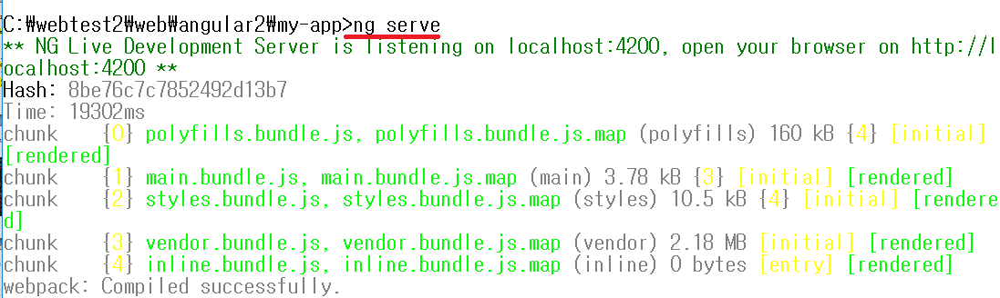 C:₩webtest2₩web₩angular2₩my-app>ng serve
** NG Live Development Server is listening on localhost:4200, open your browser on http://l
ocalhost:4200 **
Hash: 8be76c7c7852492d13b7
Time: 19302ms
chunk    {0} polyfills.bundle.js, polyfills.bundle.js.map (polyfills) 160 kB {4} [initial]
[rendered]
chunk    {1} main.bundle.js, main.bundle.js.map (main) 3.78 kB {3} [initial] [rendered]
chunk    {2} styles.bundle.js, styles.bundle.js.map (styles) 10.5 kB {4} [initial] [rendere
d]
chunk    {3} vendor.bundle.js, vendor.bundle.js.map (vendor) 2.18 MB [initial] [rendered]
chunk    {4} inline.bundle.js, inline.bundle.js.map (inline) 0 bytes [entry] [rendered]
webpack: Compiled successfully.